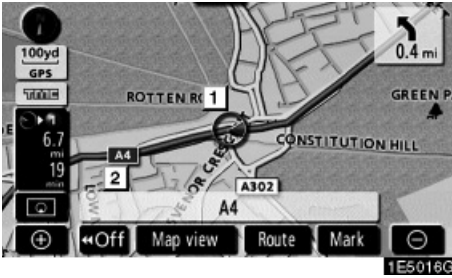 100yd
GPS
TMC
0.4 mi
ROTTEN R
1
GREEN P
6.7
mi
19
min
A4
CONSTITUTION HILL
2
A302
A4
Off
Map view
Route
Mark
1E5016G